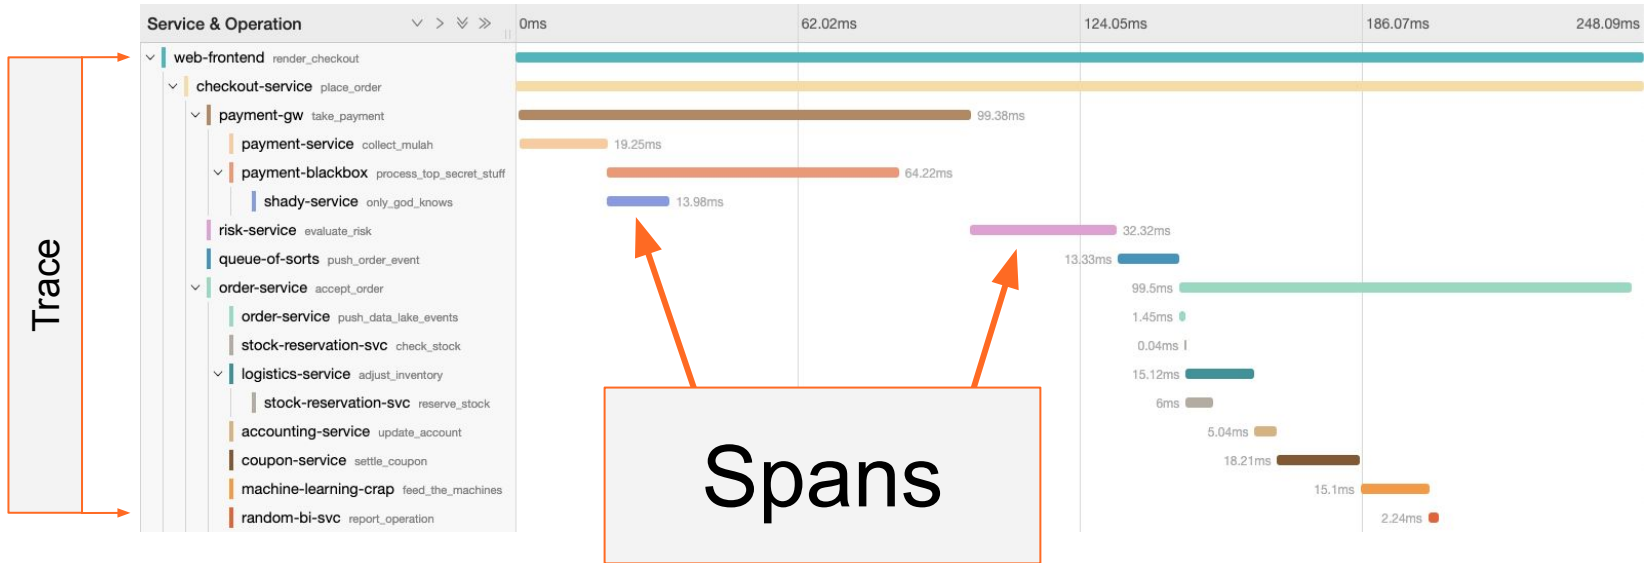 Service & Operation 0ms 62.02ms 124.05ms 186.07ms 248.09ms
web-frontend render_checkout
checkout-service place_order
payment-gw take_payment 99.38ms
payment-service collect_mulah 19.25ms
payment-blackbox process_top_secret_stuff 64.22ms
shady-service only_god_knows 13.98ms
risk-service evaluate_risk 32.32ms
queue-of-sorts push_order_event 13.33ms
order-service accept_order 99.5ms
order-service push_data_lake_events 1.45ms
stock-reservation-svc check_stock 0.04ms
logistics-service adjust_inventory 15.12ms
stock-reservation-svc reserve_stock 6ms
accounting-service update_account 5.04ms
coupon-service settle_coupon 18.21ms
machine-learning-crap feed_the_machines 15.1ms
random-bi-svc report_operation 2.24ms
Trace
Spans